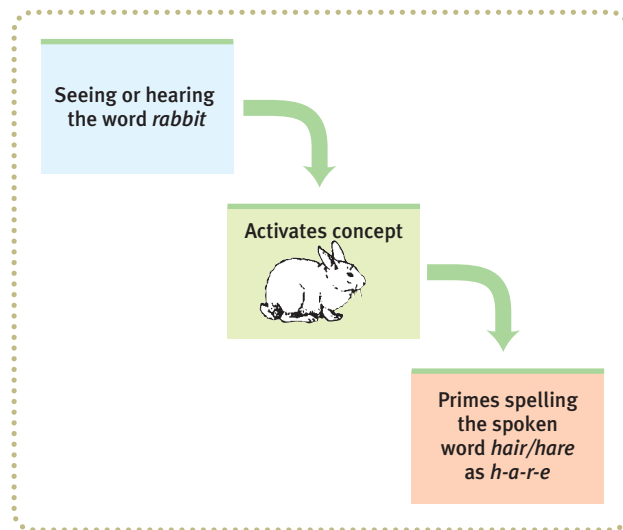 Seeing or hearing
the word rabbit
Activates concept
Primes spelling
the spoken
word hair/hare
as h-a-r-e